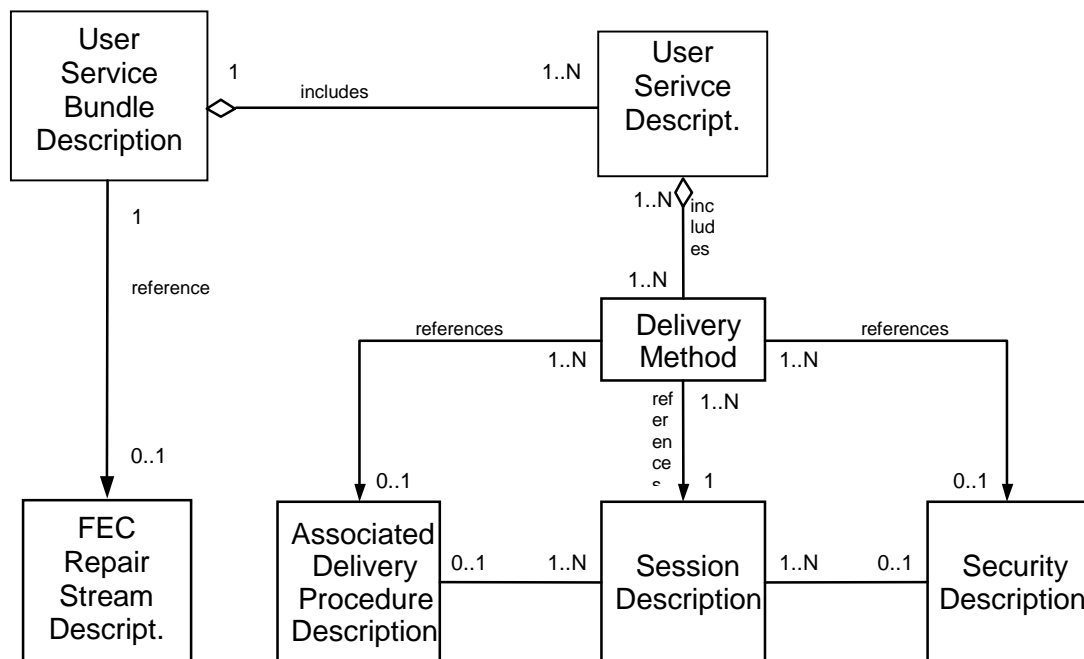 User
Service
Bundle
Description
1
includes
1..N
User
Serivce
Descript.
1
reference
0..1
1..N
inc
lud
es
1..N
Delivery
Method
references
1..N
references
1..N
ref
er
en
ce
s
1..N
0..1
1
0..1
FEC
Repair
Stream
Descript.
Associated
Delivery
Procedure
Description
0..1
1..N
Session
Description
1..N
0..1
Security
Description